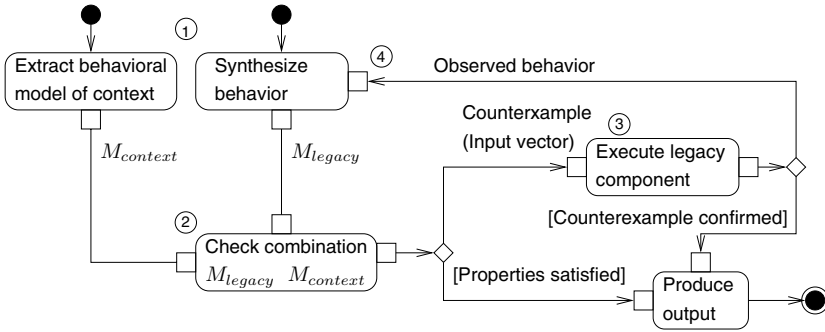 1
4
Extract behavioral
model of context
Synthesize
behavior
Observed behavior
Counterxample
(Input vector)
3
Execute legacy
component
M_context
M_legacy
2
Check combination
M_legacy M_context
[Counterexample confirmed]
[Properties satisfied]
Produce
output